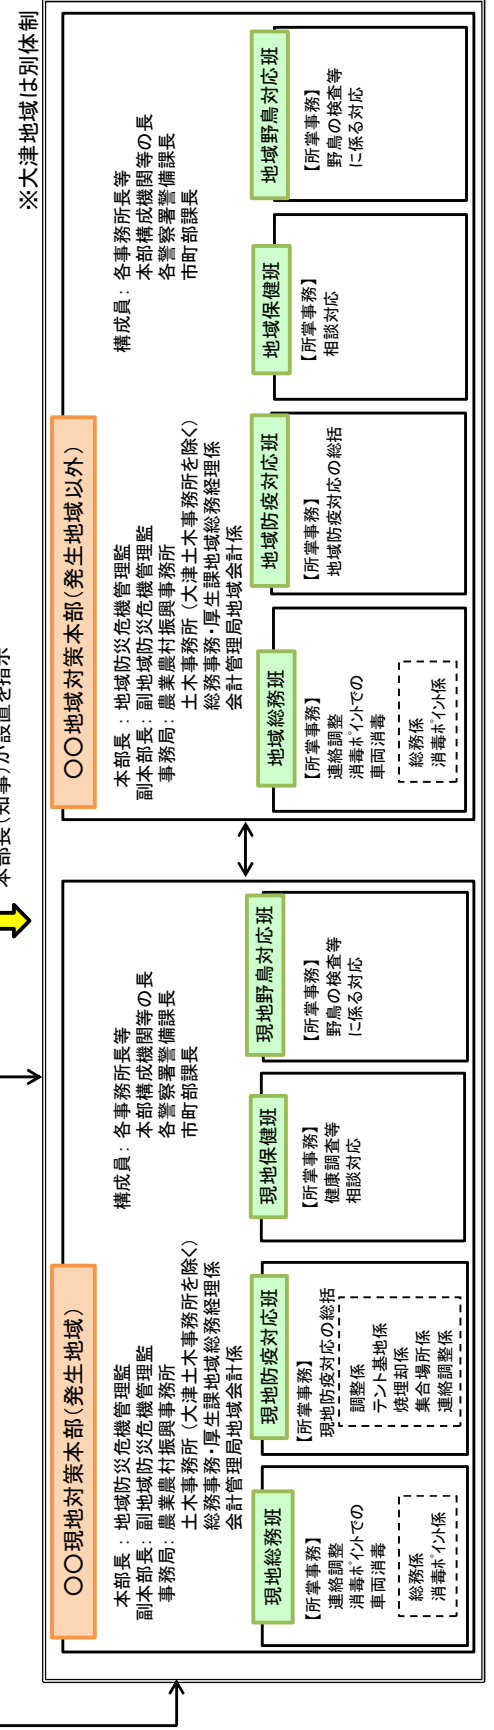 本部長(知事)が設置を指示
※大津地域は別体制
〇〇現地対策本部(発生地域)
本部長：地域防災危機管理監
副本部長：副地域防災危機管理監
事務局：農業農村振興事務所
土木事務所(大津土木事務所を除く)
総務事務・厚生課地域総務経理係
会計管理局地域会計係
構成員：各事務所長等
本部構成機関等の長
各警察署警備課長
市町部課長
現地総務班
【所掌事務】
連絡調整
消毒ﾎﾟｲﾝﾄでの
車両消毒
総務係
消毒ﾎﾟｲﾝﾄ係
現地防疫対応班
【所掌事務】
現地防疫対応の総括
調整係
テント基地係
焼埋却係
集合場所係
連絡調整係
現地保健班
【所掌事務】
健康調査等
相談対応
現地野鳥対応班
【所掌事務】
野鳥の検査等
に係る対応
〇〇地域対策本部(発生地域以外)
本部長：地域防災危機管理監
副本部長：副地域防災危機管理監
事務局：農業農村振興事務所
土木事務所(大津土木事務所を除く)
総務事務・厚生課地域総務経理係
会計管理局地域会計係
構成員：各事務所長等
本部構成機関等の長
各警察署警備課長
市町部課長
地域総務班
【所掌事務】
連絡調整
消毒ﾎﾟｲﾝﾄでの
車両消毒
総務係
消毒ﾎﾟｲﾝﾄ係
地域防疫対応班
【所掌事務】
地域防疫対応の総括
地域保健班
【所掌事務】
相談対応
地域野鳥対応班
【所掌事務】
野鳥の検査等
に係る対応